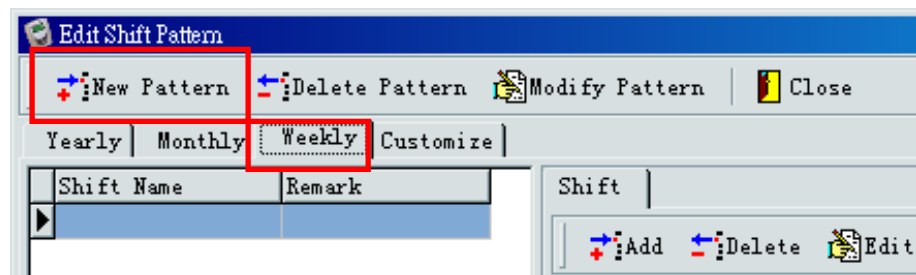 Edit Shift Pattern
New Pattern Delete Pattern Modify Pattern Close
Yearly Monthly Weekly Customize
Shift Name Remark Shift
Add Delete Edit